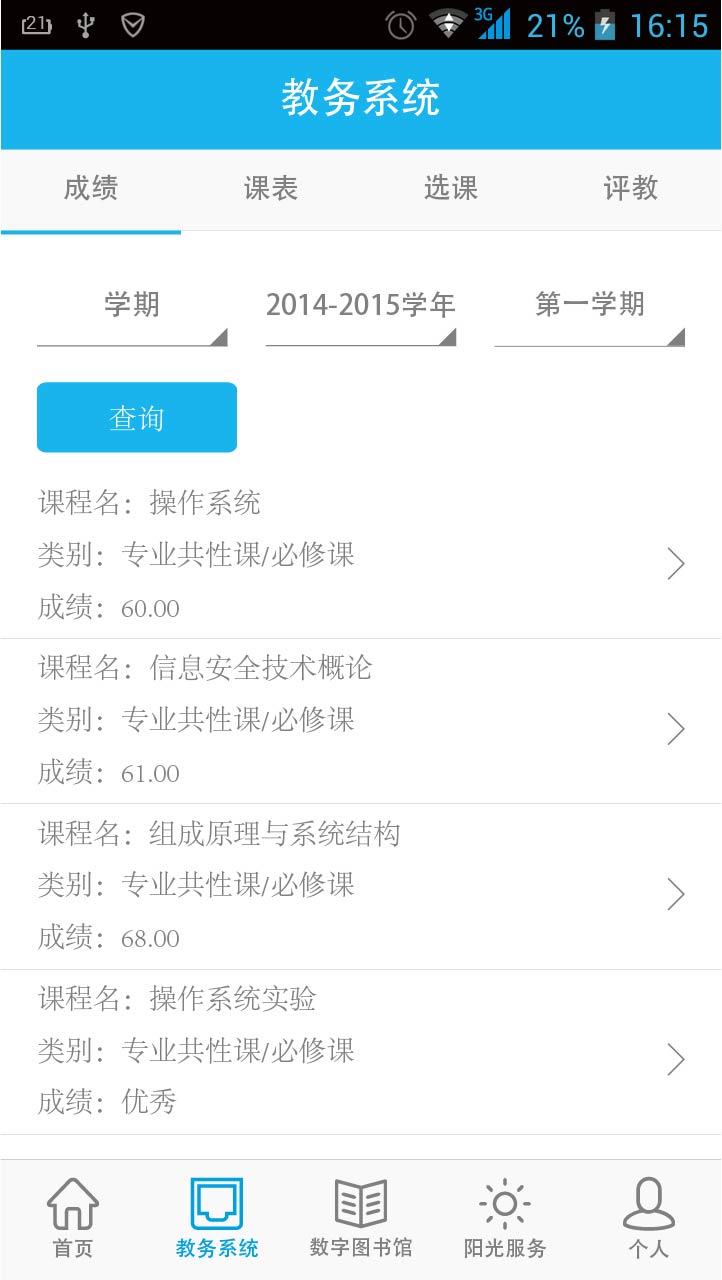 21 3G 21% 16:15
教务系统
成绩 课表 选课 评教
学期 2014-2015学年 第一学期
查询
课程名：操作系统
类别：专业共性课/必修课
成绩：60.00
课程名：信息安全技术概论
类别：专业共性课/必修课
成绩：61.00
课程名：组成原理与系统结构
类别：专业共性课/必修课
成绩：68.00
课程名：操作系统实验
类别：专业共性课/必修课
成绩：优秀
首页 教务系统 数字图书馆 阳光服务 个人